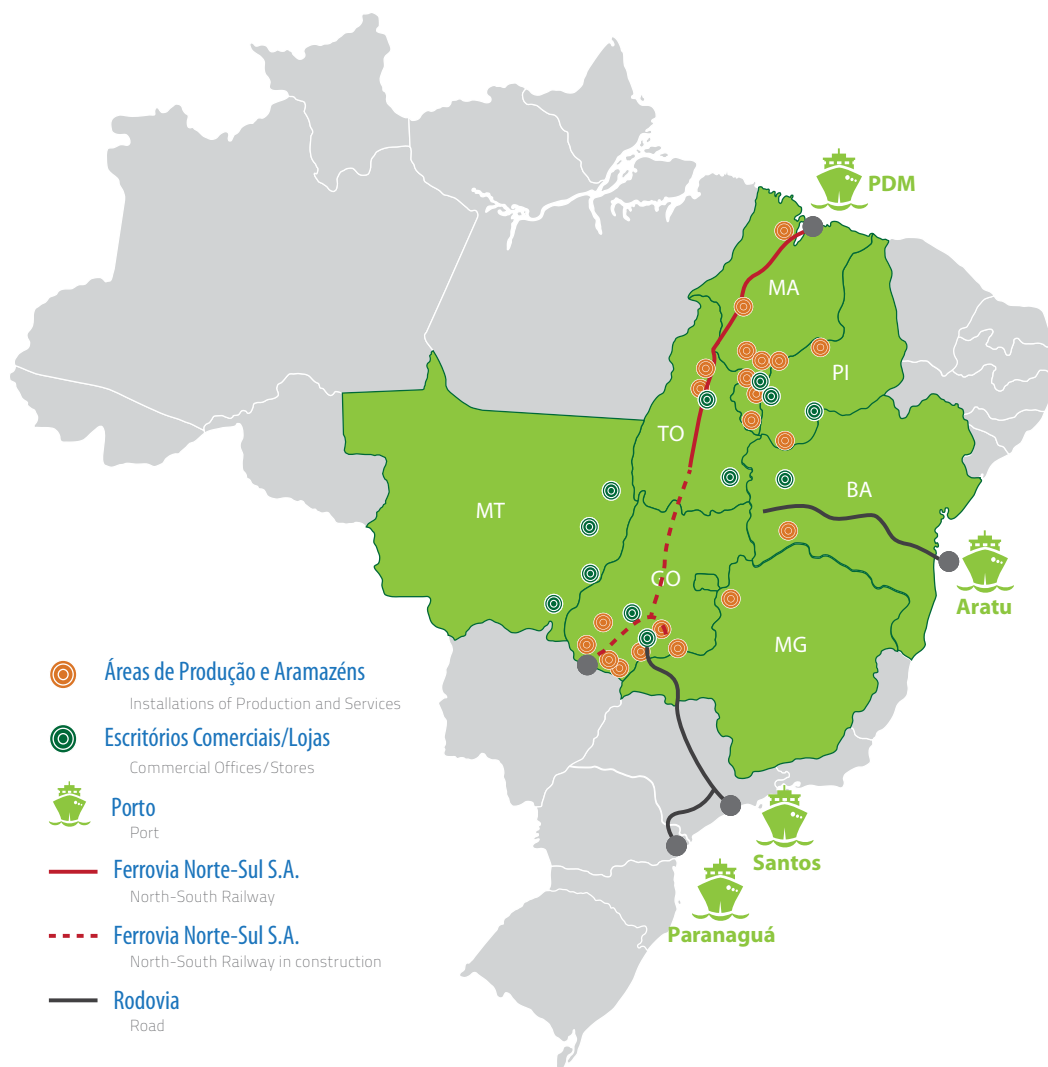 PDM
MA
PI
TO
BA
MT
GO
Aratu
MG
Áreas de Produção e Aramazéns
Installations of Production and Services
Escritórios Comerciais/Lojas
Commercial Offices/Stores
Porto
Port
Santos
Ferrovia Norte-Sul S.A.
North-South Railway
Paranaguá
Ferrovia Norte-Sul S.A.
North-South Railway in construction
Rodovia
Road